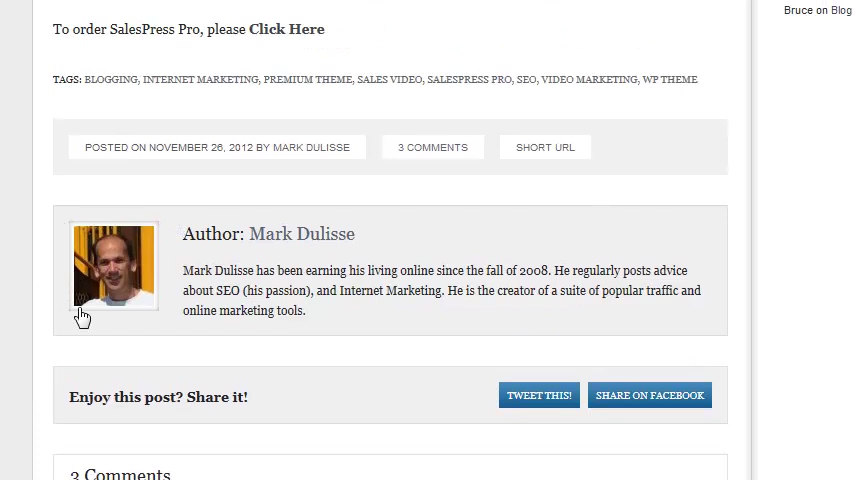 Bruce on Blog
To order SalesPress Pro, please Click Here
TAGS: BLOGGING, INTERNET MARKETING, PREMIUM THEME, SALES VIDEO, SALESPRESS PRO, SEO, VIDEO MARKETING, WP THEME
POSTED ON NOVEMBER 26, 2012 BY MARK DULISSE
3 COMMENTS
SHORT URL
Author: Mark Dulisse
Mark Dulisse has been earning his living online since the fall of 2008. He regularly posts advice
about SEO (his passion), and Internet Marketing. He is the creator of a suite of popular traffic and
online marketing tools.
Enjoy this post? Share it!
TWEET THIS!
SHARE ON FACEBOOK
3 Comments